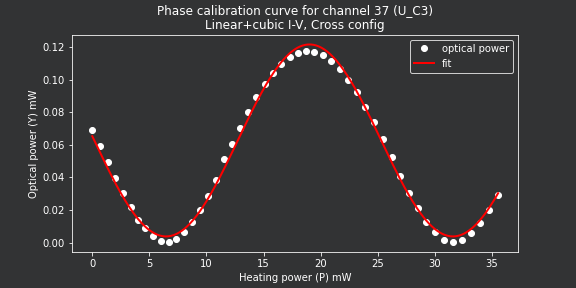 Phase calibration curve for channel 37 (U_C3)
Linear+cubic I-V, Cross config
optical power
fit
Optical power (Y) mW
0.12
0.10
0.08
0.06
0.04
0.02
0.00
0 5 10 15 20 25 30 35
Heating power (P) mW